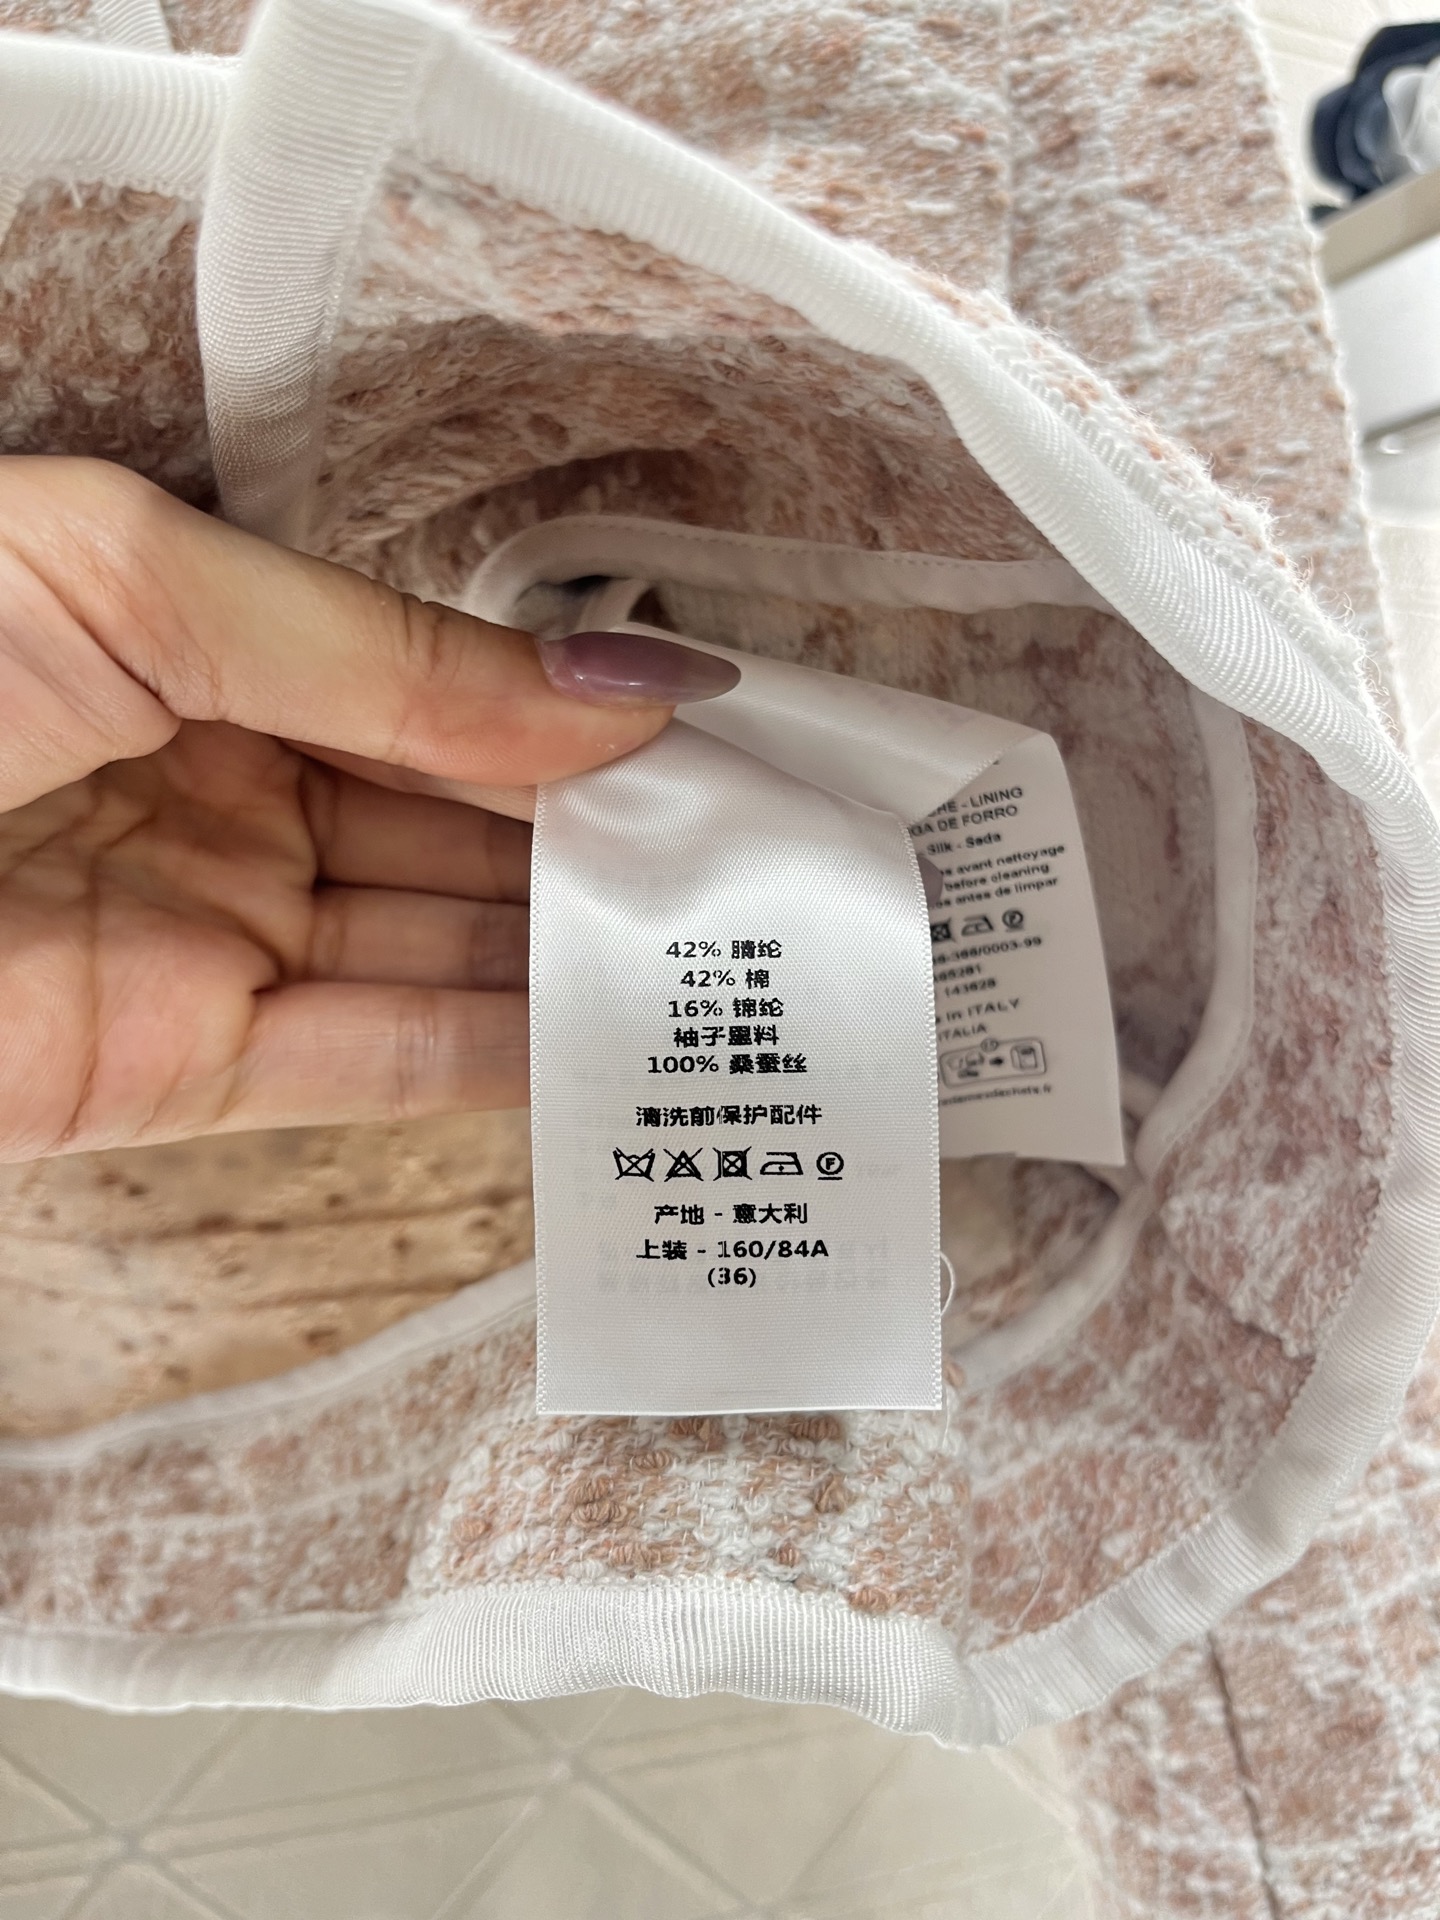 42% 腈纶
42% 棉
16% 锦纶
袖子里料
100% 桑蚕丝
清洗前保护配件
F
产地 - 意大利
上装 - 160/84A
(36)
- LINING
DE FORRO
Silk - Seda
avant nettoyage
before cleaning
antes de limpar
in ITALY
ITALIA